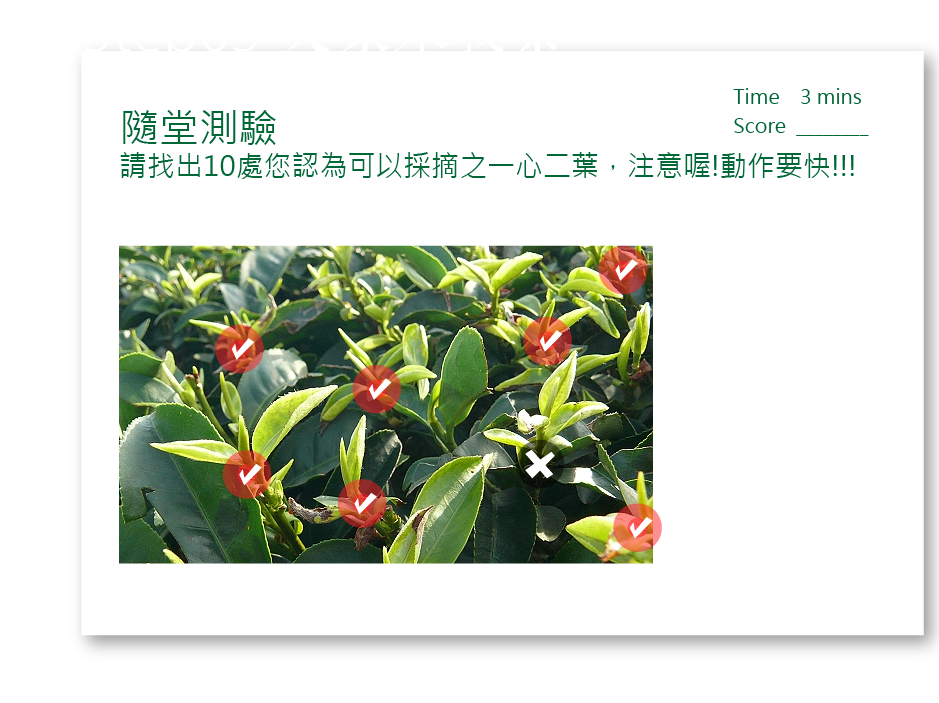 隨堂測驗
Time 3 mins
Score ________
請找出10處您認為可以採摘之一心二葉，注意喔!動作要快!!!